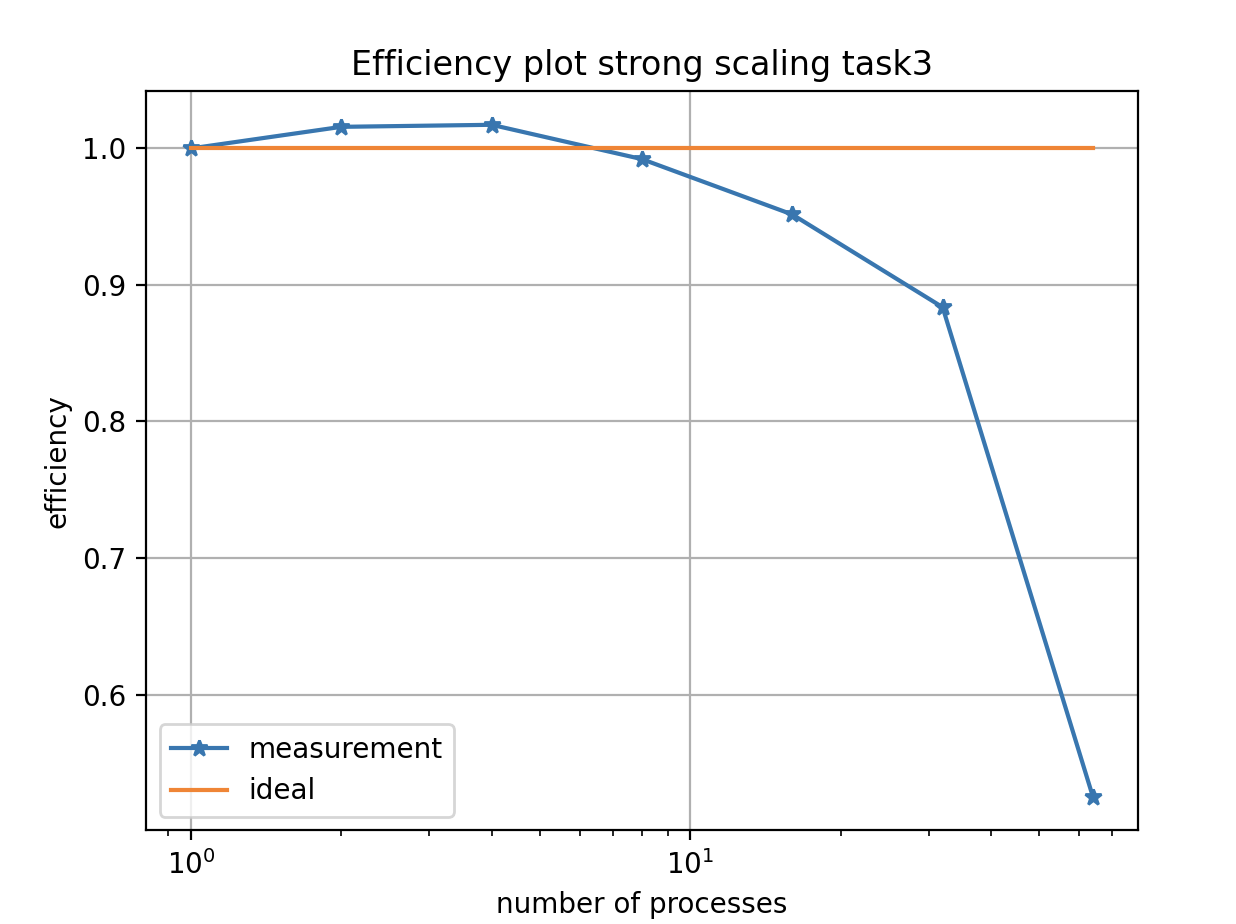 Efficiency plot strong scaling task3
efficiency
1.0
0.9
0.8
0.7
0.6
measurement
ideal
10⁰
10¹
number of processes